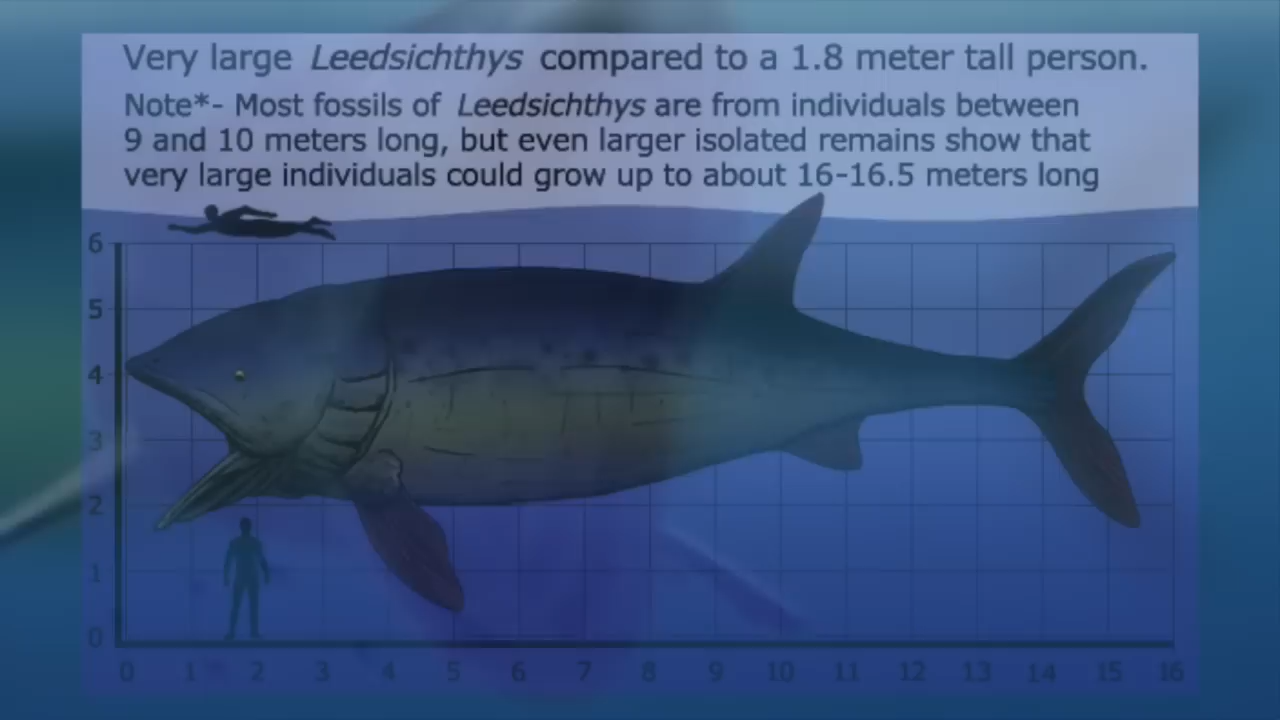 Very large Leedsichthys compared to a 1.8 meter tall person.
Note*- Most fossils of Leedsichthys are from individuals between
9 and 10 meters long, but even larger isolated remains show that
very large individuals could grow up to about 16-16.5 meters long
6
5
4
3
2
1
0
0 1 2 3 4 5 6 7 8 9 10 11 12 13 14 15 16